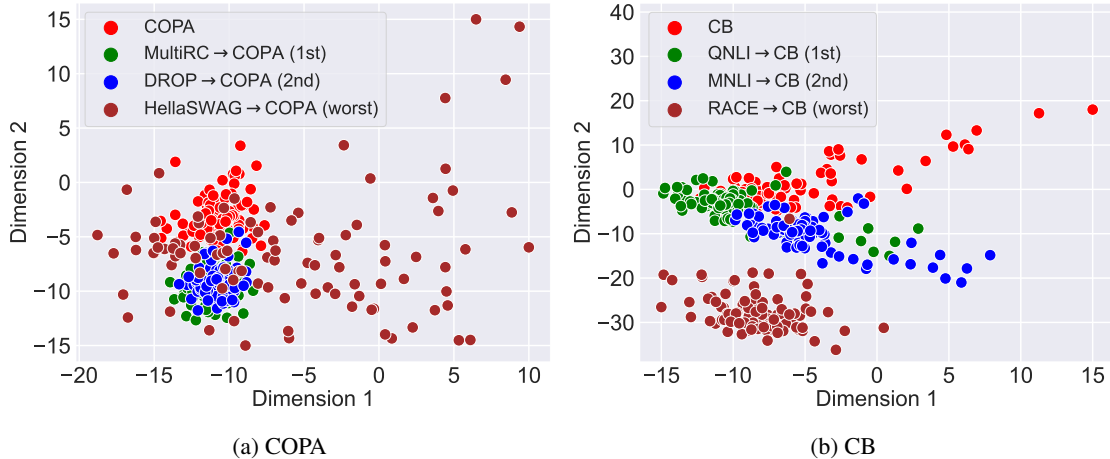 COPA
MultiRC→COPA (1st)
DROP→COPA (2nd)
HellaSWAG→COPA (worst)
15
10
5
0
−5
−10
−15
Dimension 2
−20
−15
−10
−5
0
5
10
Dimension 1
(a) COPA
CB
QNLI→CB (1st)
MNLI→CB (2nd)
RACE→CB (worst)
40
30
20
10
0
−10
−20
−30
Dimension 2
−15
−10
−5
0
5
10
15
Dimension 1
(b) CB